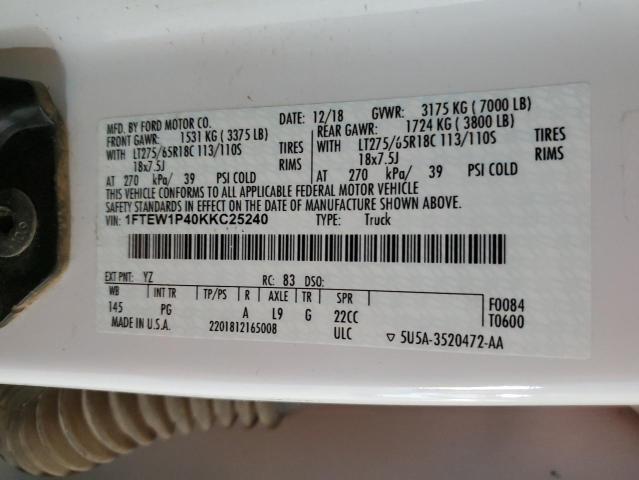 MFD. BY FORD MOTOR CO. DATE: 12/18 GVWR: 3175 KG ( 7000 LB)
FRONT GAWR: 1531 KG ( 3375 LB) REAR GAWR: 1724 KG ( 3800 LB)
WITH LT275/65R18C 113/110S TIRES WITH LT275/65R18C 113/110S TIRES
18x7.5J RIMS 18x7.5J RIMS
AT 270 kPa/ 39 PSI COLD AT 270 kPa/ 39 PSI COLD
THIS VEHICLE CONFORMS TO ALL APPLICABLE FEDERAL MOTOR VEHICLE
SAFETY STANDARDS IN EFFECT ON THE DATE OF MANUFACTURE SHOWN ABOVE.
VIN: 1FTEW1P40KKC25240 TYPE: Truck
EXT PNT: YZ RC: 83 DSO:
WB INT TR TP/PS R AXLE TR SPR F0084
145 PG A L9 G 22CC T0600
MADE IN U.S.A. 2201812165008 ULC ▽ 5U5A-3520472-AA